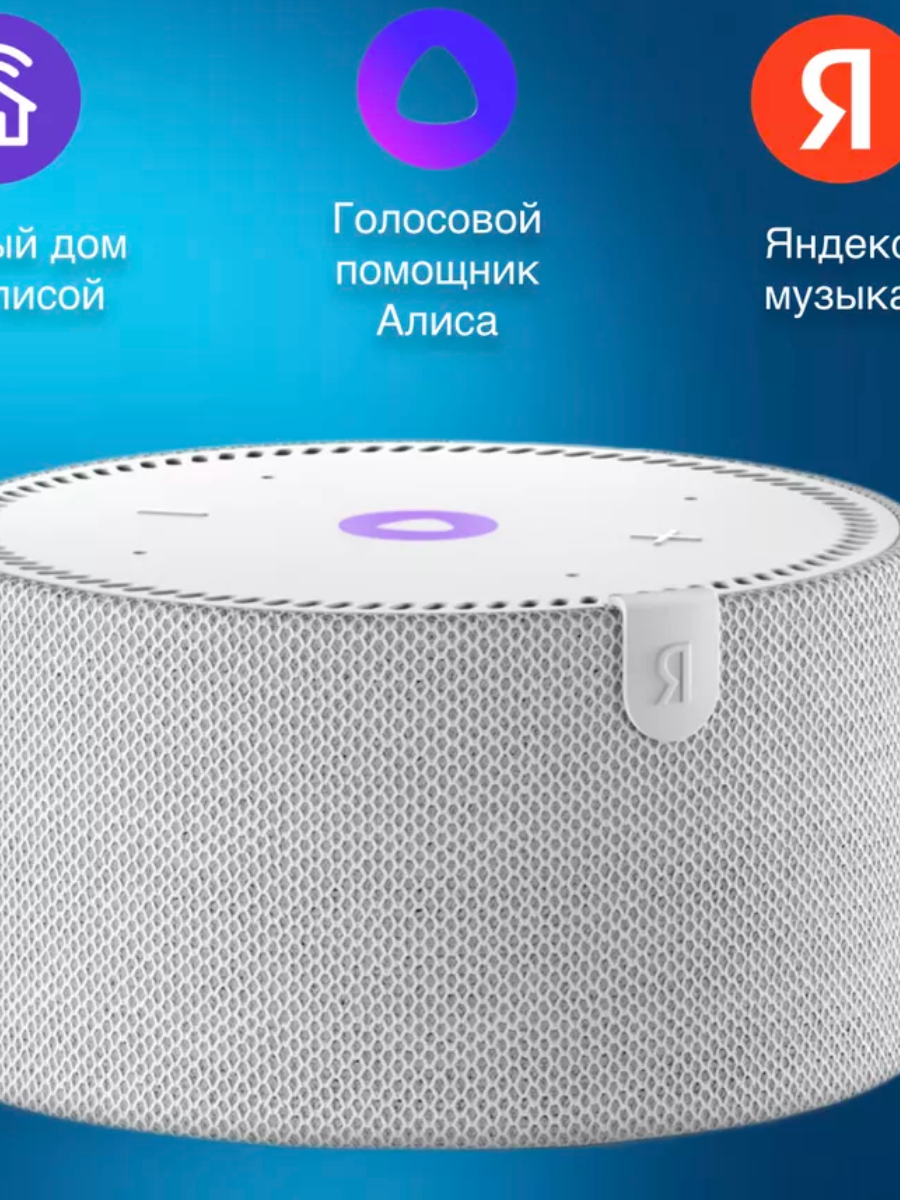 ый дом
лисой
Голосовой
помощник
Алиса
Я
Яндекс
музыка
Я